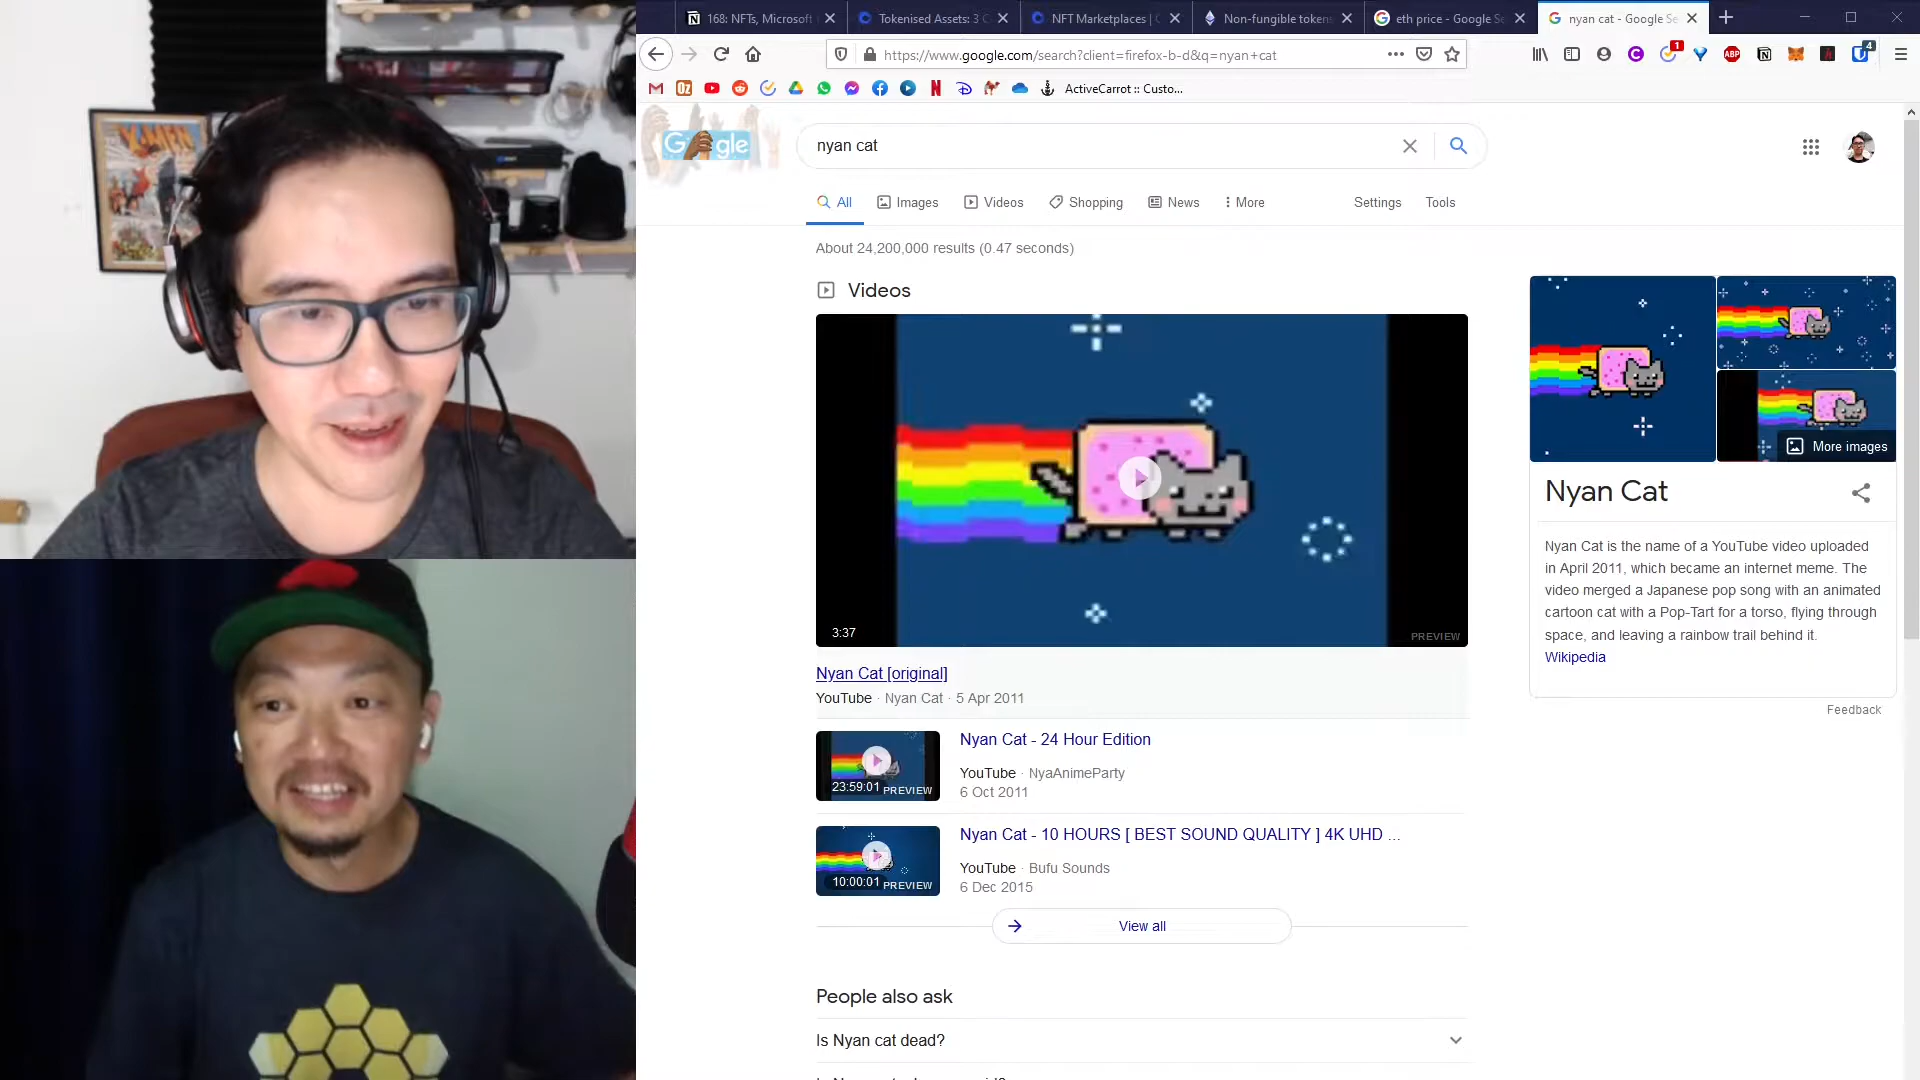 168: NFTs, Microsoft
Tokenised Assets: 3
NFT Marketplaces |
Non-fungible tokens
eth price - Google Se
nyan cat - Google Se
https://www.google.com/search?client=firefox-b-d&q=nyan+cat
1
ABP
4
OZ
ActiveCarrot :: Custo...
X-MEN
Google
nyan cat
All
Images
Videos
Shopping
News
More
Settings
Tools
About 24,200,000 results (0.47 seconds)
Videos
3:37
PREVIEW
Nyan Cat [original]
YouTube · Nyan Cat · 5 Apr 2011
23:59:01
PREVIEW
Nyan Cat - 24 Hour Edition
YouTube · NyaAnimeParty
6 Oct 2011
10:00:01
PREVIEW
Nyan Cat - 10 HOURS [ BEST SOUND QUALITY ] 4K UHD ...
YouTube · Bufu Sounds
6 Dec 2015
View all
People also ask
Is Nyan cat dead?
More images
Nyan Cat
Nyan Cat is the name of a YouTube video uploaded
in April 2011, which became an internet meme. The
video merged a Japanese pop song with an animated
cartoon cat with a Pop-Tart for a torso, flying through
space, and leaving a rainbow trail behind it.
Wikipedia
Feedback